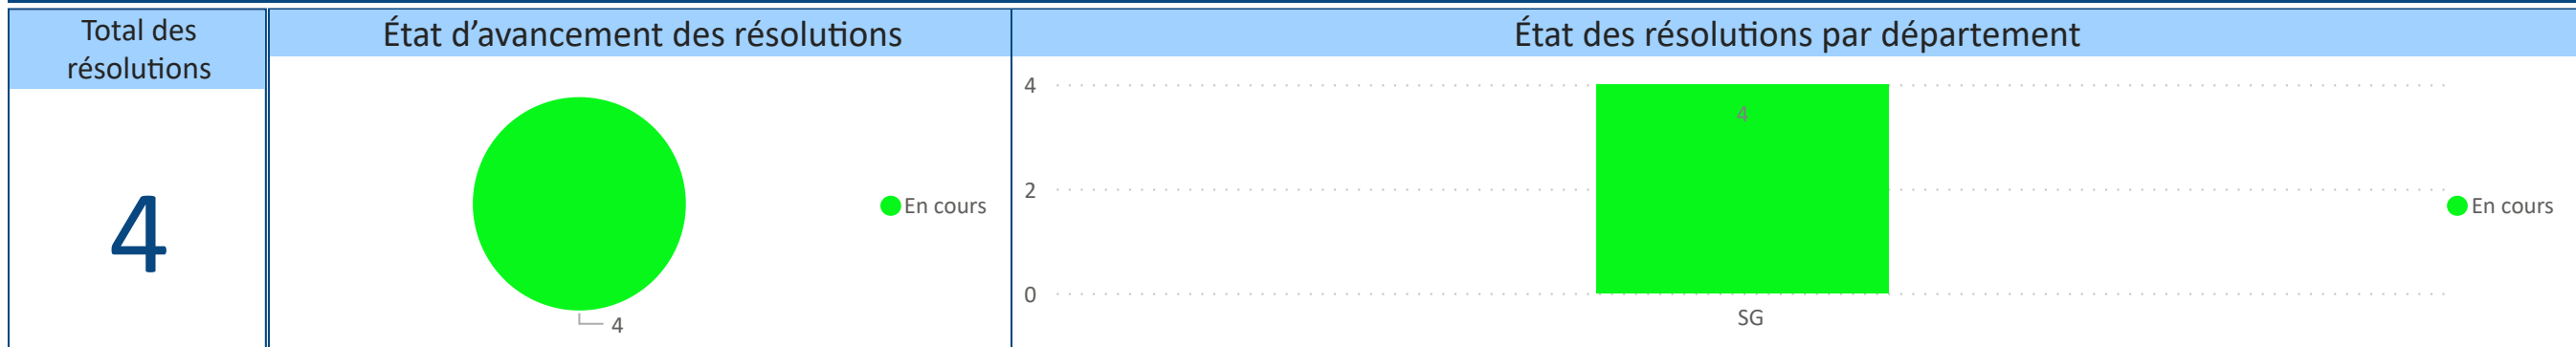 Total des
résolutions
4
État d’avancement des résolutions
4
En cours
État des résolutions par département
4
2
0
4
SG
En cours